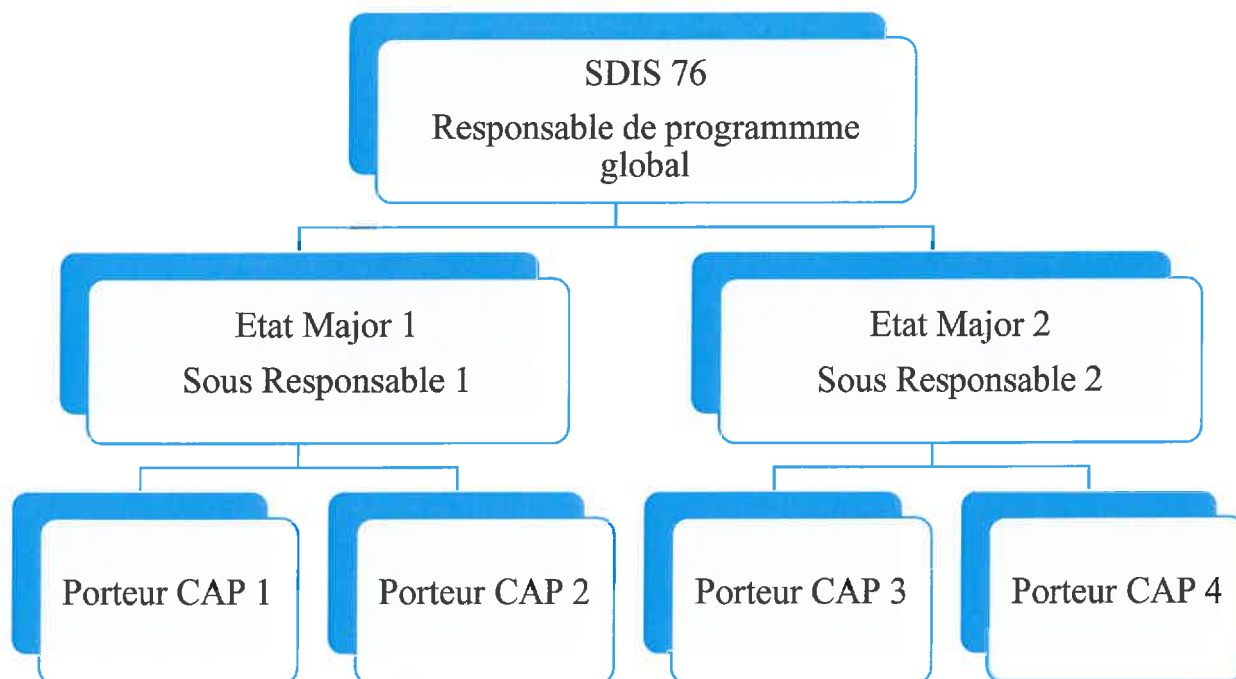 SDIS 76
Responsable de programmme
global
Etat Major 1
Sous Responsable 1
Etat Major 2
Sous Responsable 2
Porteur CAP 1
Porteur CAP 2
Porteur CAP 3
Porteur CAP 4